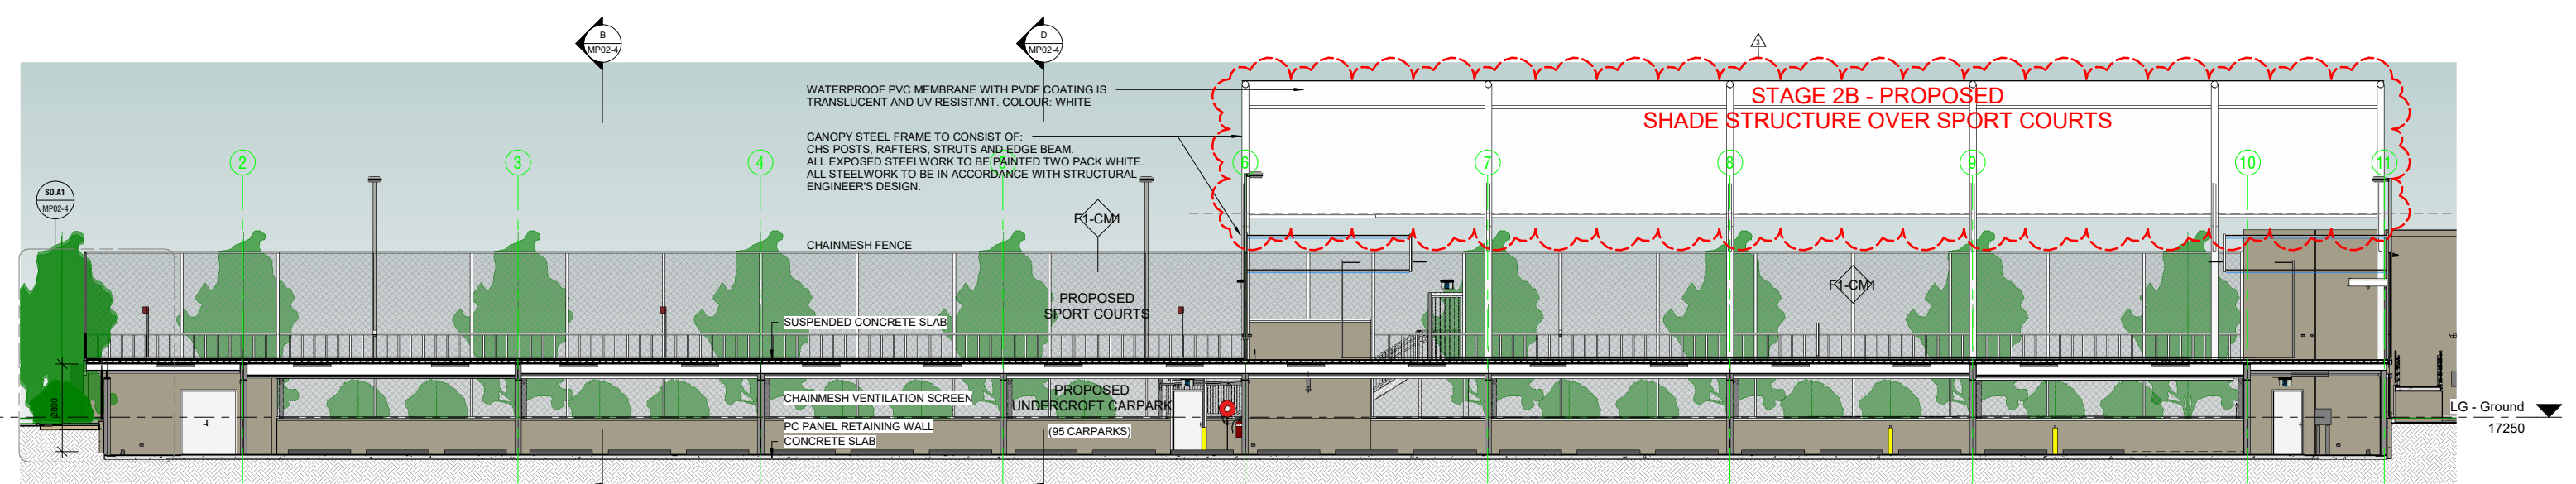 B
MP02-4
D
MP02-4
3
WATERPROOF PVC MEMBRANE WITH PVDF COATING IS
TRANSLUCENT AND UV RESISTANT. COLOUR: WHITE
STAGE 2B - PROPOSED
SHADE STRUCTURE OVER SPORT COURTS
CANOPY STEEL FRAME TO CONSIST OF:
CHS POSTS, RAFTERS, STRUTS AND EDGE BEAM.
ALL EXPOSED STEELWORK TO BE PAINTED TWO PACK WHITE.
ALL STEELWORK TO BE IN ACCORDANCE WITH STRUCTURAL
ENGINEER'S DESIGN.
2
3
4
5
6
7
8
9
10
11
SD.A1
MP02-4
F1-CM1
CHAINMESH FENCE
F1-CM1
PROPOSED
SPORT COURTS
SUSPENDED CONCRETE SLAB
PROPOSED
UNDERCROFT CARPARK
(95 CARPARKS)
CHAINMESH VENTILATION SCREEN
PC PANEL RETAINING WALL
CONCRETE SLAB
2800
LG - Ground
17250